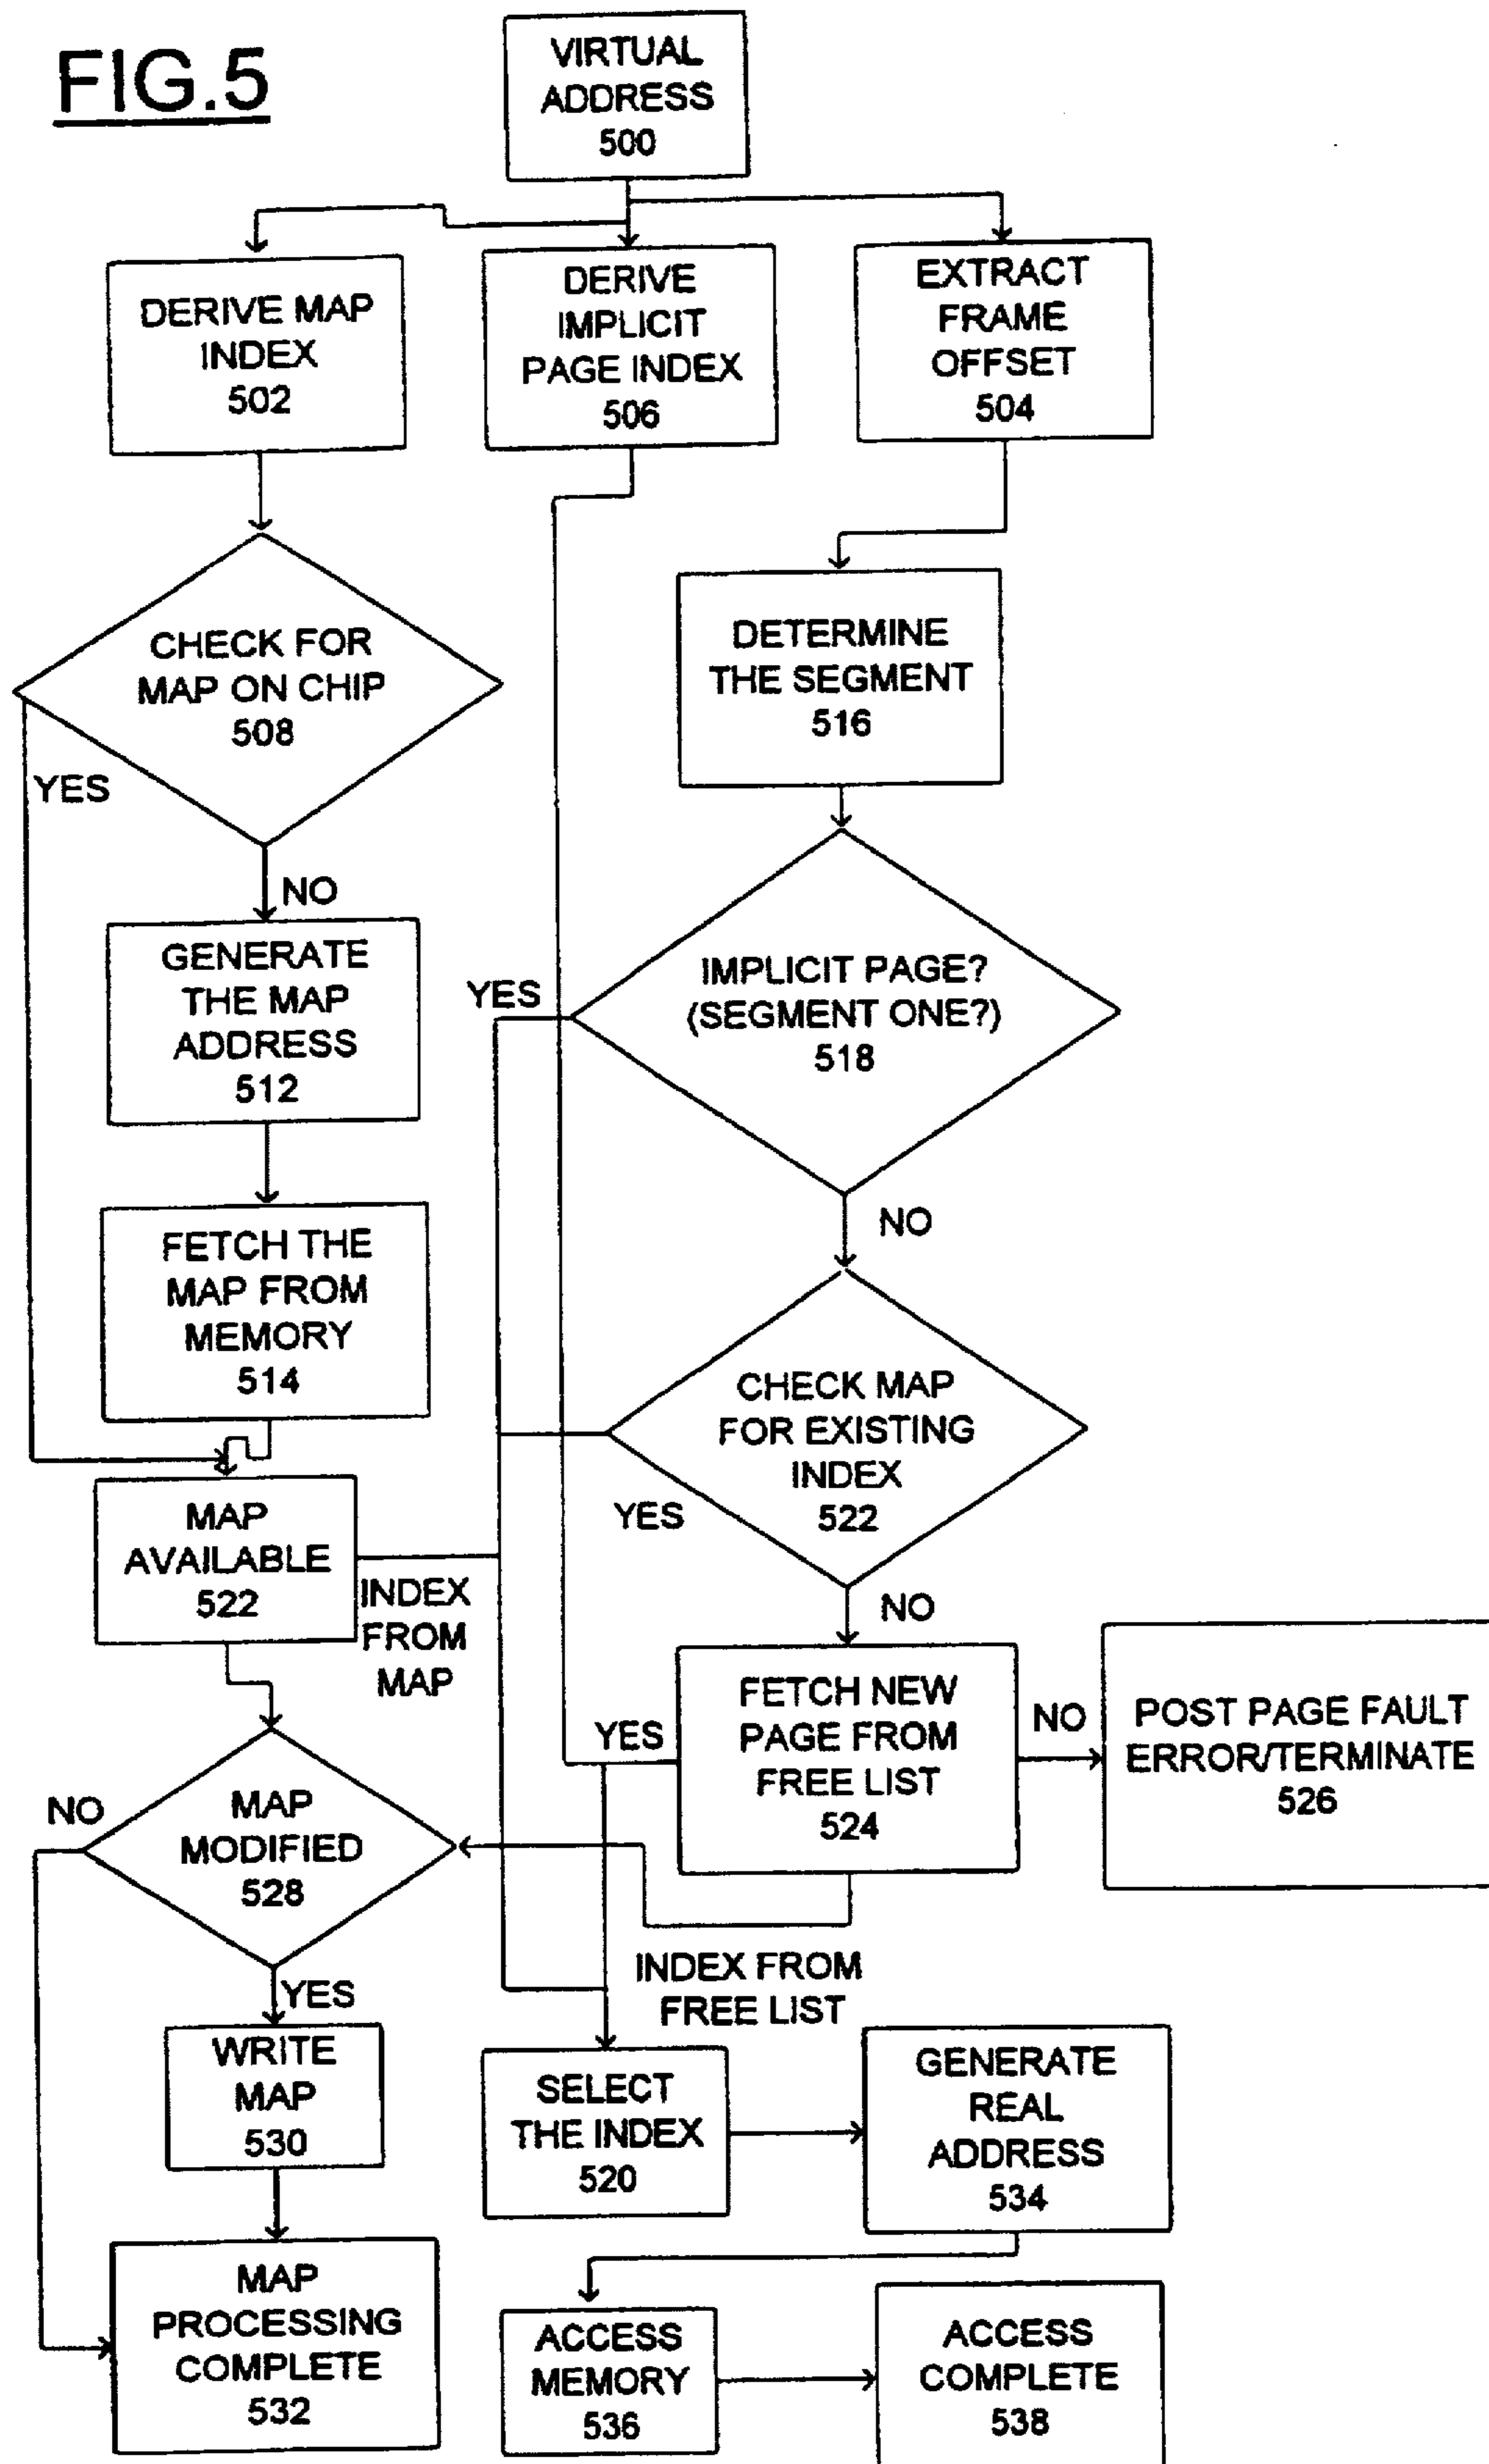 FIG.5
VIRTUAL
ADDRESS
500
DERIVE MAP
INDEX
502
DERIVE
IMPLICIT
PAGE INDEX
506
EXTRACT
FRAME
OFFSET
504
CHECK FOR
MAP ON CHIP
508
YES
NO
DETERMINE
THE SEGMENT
516
GENERATE
THE MAP
ADDRESS
512
YES
IMPLICIT PAGE?
(SEGMENT ONE?)
518
NO
FETCH THE
MAP FROM
MEMORY
514
CHECK MAP
FOR EXISTING
INDEX
522
YES
NO
MAP
AVAILABLE
522
INDEX
FROM
MAP
YES
FETCH NEW
PAGE FROM
FREE LIST
524
NO
POST PAGE FAULT
ERROR/TERMINATE
526
NO
MAP
MODIFIED
528
YES
INDEX FROM
FREE LIST
WRITE
MAP
530
SELECT
THE INDEX
520
GENERATE
REAL
ADDRESS
534
MAP
PROCESSING
COMPLETE
532
ACCESS
MEMORY
536
ACCESS
COMPLETE
538